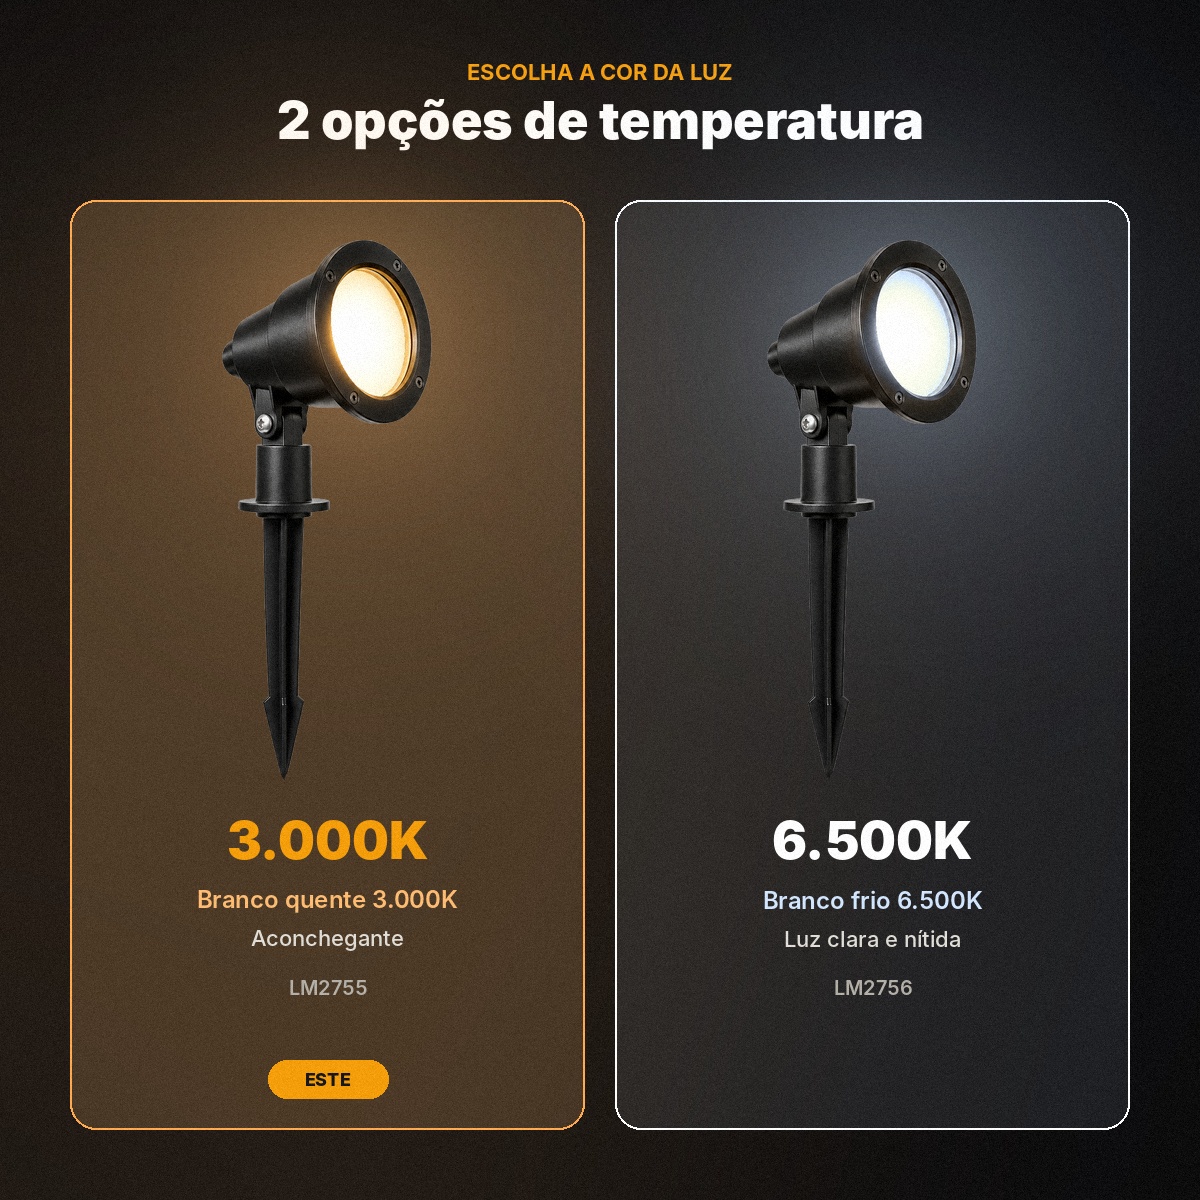 ESCOLHA A COR DA LUZ
2 opções de temperatura
3.000K
Branco quente 3.000K
Aconchegante
LM2755
ESTE
6.500K
Branco frio 6.500K
Luz clara e nítida
LM2756